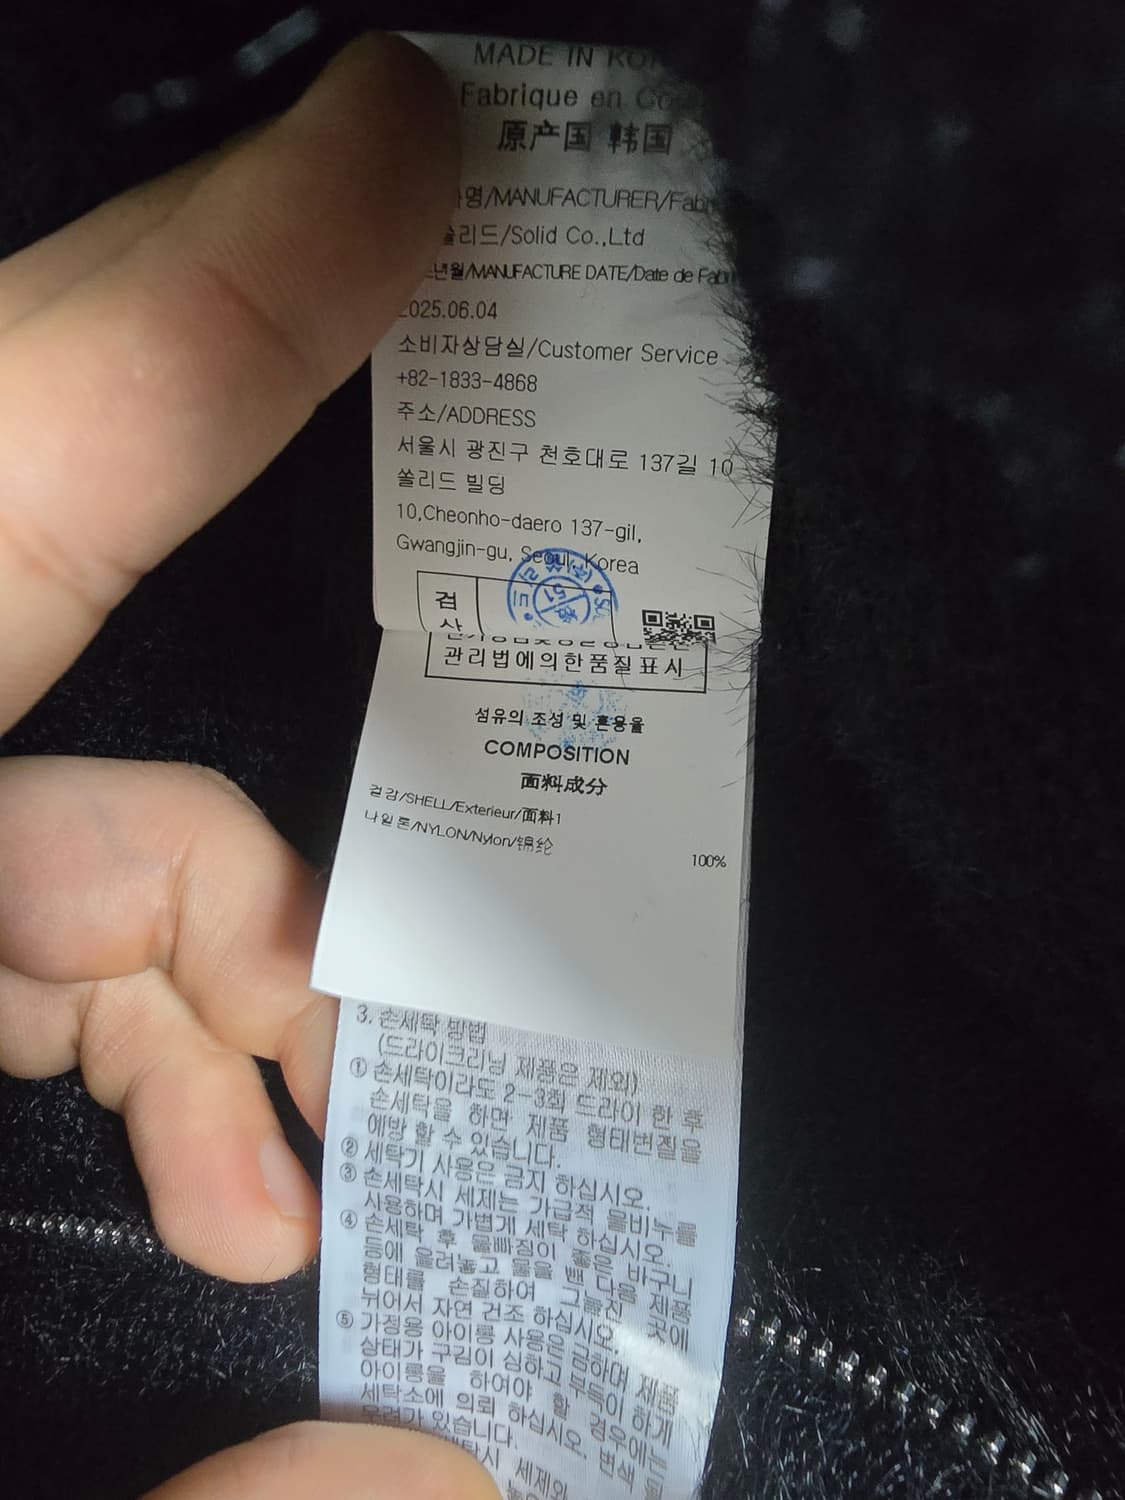 MADE IN
Fabrique en
原产国 韩国
명/MANUFACTURER/
쏠리드/Solid Co.,Ltd
년월/MANUFACTURE DATE/Date de
2025.06.04
소비자상담실/Customer Service
+82-1833-4868
주소/ADDRESS
서울시 광진구 천호대로 137길 10
쏠리드 빌딩
10,Cheonho-daero 137-gil,
Gwangjin-gu, Seoul, Korea
검
관리법에의한품질표시
섬유의 조성 및 혼용율
COMPOSITION
面料成分
겉감/SHELL/Exterieur/面料1
나일론/NYLON/Nylon/锦纶
100%
3. 손세탁 방법
(드라이크리닝 제품은 제외)
① 손세탁이라도 2-3회 드라이 한 후
손세탁을 하면 제품 형태변질을
예방 할 수 있습니다.
② 세탁기 사용은 금지 하십시오.
③ 손세탁시 세제는 가급적 울비누를
사용하며 가볍게 세탁 하십시오.
④ 손세탁 후 물빠짐이 좋은 바구니
등에 올려놓고 물을 뺀 다음 제품
형태를 손질하여 그늘진 곳에
뉘어서 자연 건조 하십시오.
⑤ 가정용 아이롱 사용은 금하며 제품
상태가 구김이 심하고 부득이 하게
아이롱을 하여야 할 경우에는
세탁소에 의뢰 하십시오. 변색 될
우려가 있습니다.
세제와